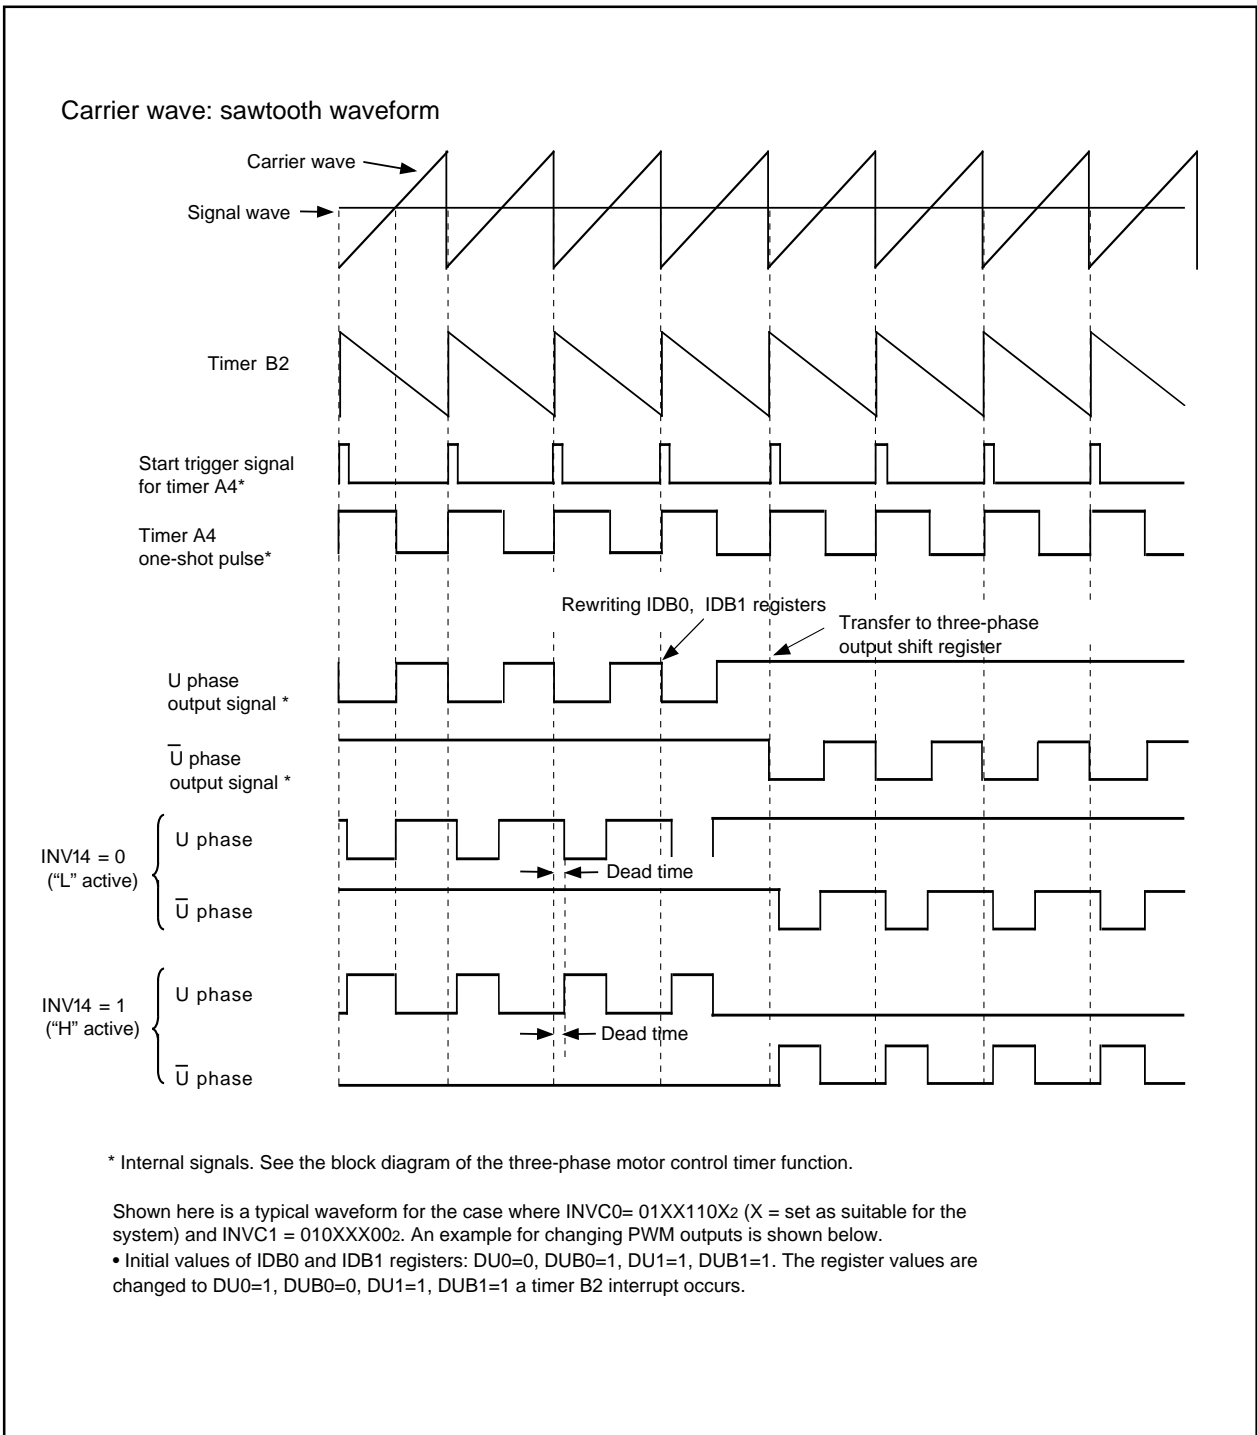 Carrier wave: sawtooth waveform
Carrier wave
Signal wave
Timer B2
Start trigger signal
for timer A4*
Timer A4
one-shot pulse*
Rewriting IDB0, IDB1 registers
Transfer to three-phase
output shift register
U phase
output signal *
U̅ phase
output signal *
INV14 = 0
(“L” active)
U phase
Dead time
U̅ phase
INV14 = 1
(“H” active)
U phase
Dead time
U̅ phase
* Internal signals. See the block diagram of the three-phase motor control timer function.
Shown here is a typical waveform for the case where INVC0= 01XX110X2 (X = set as suitable for the
system) and INVC1 = 010XXX002. An example for changing PWM outputs is shown below.
• Initial values of IDB0 and IDB1 registers: DU0=0, DUB0=1, DU1=1, DUB1=1. The register values are
changed to DU0=1, DUB0=0, DU1=1, DUB1=1 a timer B2 interrupt occurs.